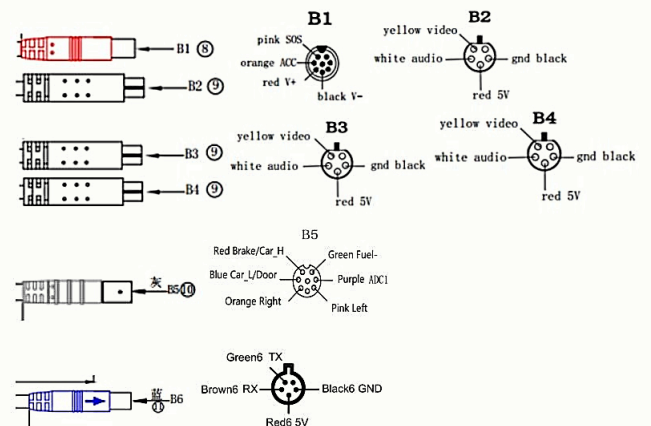 B1 ⑧
B1
pink SOS
orange ACC
red V+
black V-
B2 ⑨
B2
yellow video
white audio
gnd black
red 5V
B3 ⑨
B3
yellow video
white audio
gnd black
red 5V
B4 ⑨
B4
yellow video
white audio
gnd black
red 5V
灰
B5⑩
B5
Red Brake/Car_H
Green Fuel-
Blue Car_L/Door
Purple ADC1
Orange Right
Pink Left
蓝
⑪
B6
Green6 TX
Brown6 RX
Black6 GND
Red6 5V